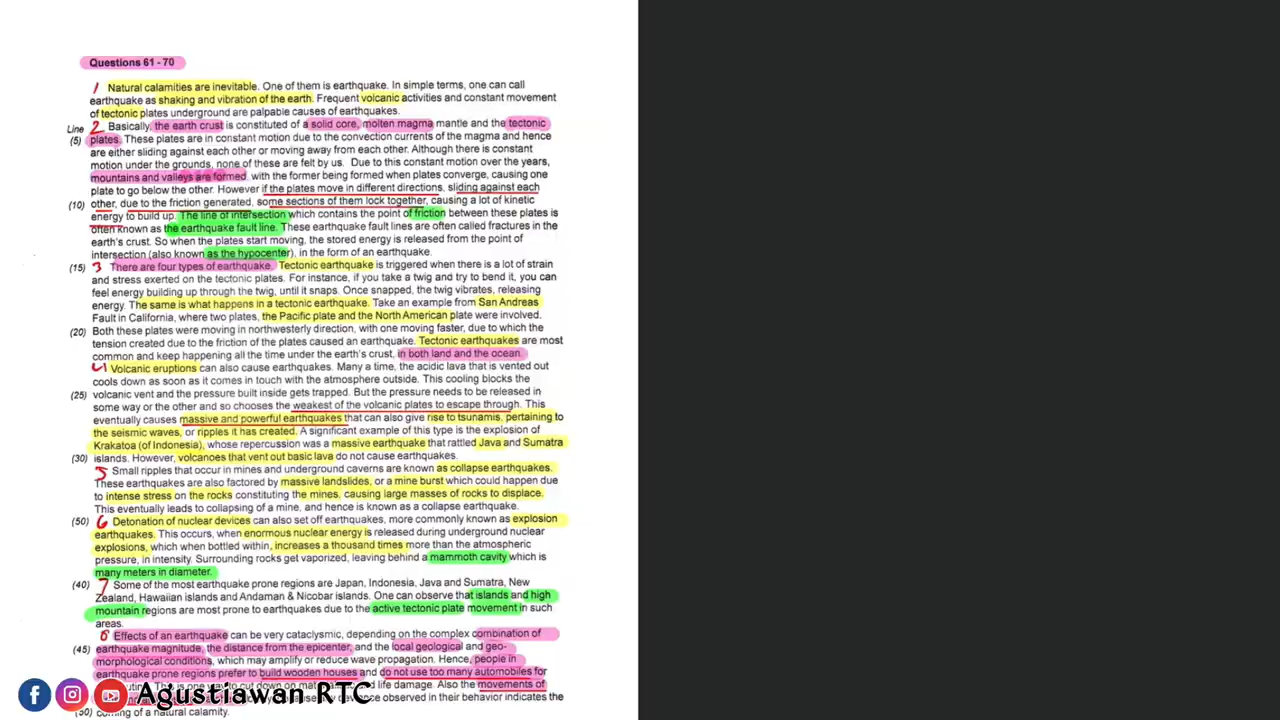 Questions 61 - 70
1 Natural calamities are inevitable. One of them is earthquake. In simple terms, one can call
earthquake as shaking and vibration of the earth. Frequent volcanic activities and constant movement
of tectonic plates underground are palpable causes of earthquakes.
Line 2 Basically, the earth crust is constituted of a solid core, molten magma mantle and the tectonic
(5) plates. These plates are in constant motion due to the convection currents of the magma and hence
are either sliding against each other or moving away from each other. Although there is constant
motion under the grounds, none of these are felt by us. Due to this constant motion over the years,
mountains and valleys are formed, with the former being formed when plates converge, causing one
plate to go below the other. However if the plates move in different directions, sliding against each
(10) other, due to the friction generated, some sections of them lock together, causing a lot of kinetic
energy to build up. The line of intersection which contains the point of friction between these plates is
often known as the earthquake fault line. These earthquake fault lines are often called fractures in the
earth's crust. So when the plates start moving, the stored energy is released from the point of
intersection (also known as the hypocenter), in the form of an earthquake.
(15) 3 There are four types of earthquake. Tectonic earthquake is triggered when there is a lot of strain
and stress exerted on the tectonic plates. For instance, if you take a twig and try to bend it, you can
feel energy building up through the twig, until it snaps. Once snapped, the twig vibrates, releasing
energy. The same is what happens in a tectonic earthquake. Take an example from San Andreas
Fault in California, where two plates, the Pacific plate and the North American plate were involved.
(20) Both these plates were moving in northwesterly direction, with one moving faster, due to which the
tension created due to the friction of the plates caused an earthquake. Tectonic earthquakes are most
common and keep happening all the time under the earth's crust, in both land and the ocean.
4 Volcanic eruptions can also cause earthquakes. Many a time, the acidic lava that is vented out
cools down as soon as it comes in touch with the atmosphere outside. This cooling blocks the
(25) volcanic vent and the pressure built inside gets trapped. But the pressure needs to be released in
some way or the other and so chooses the weakest of the volcanic plates to escape through. This
eventually causes massive and powerful earthquakes that can also give rise to tsunamis, pertaining to
the seismic waves, or ripples it has created. A significant example of this type is the explosion of
Krakatoa (of Indonesia), whose repercussion was a massive earthquake that rattled Java and Sumatra
(30) islands. However, volcanoes that vent out basic lava do not cause earthquakes.
5 Small ripples that occur in mines and underground caverns are known as collapse earthquakes.
These earthquakes are also factored by massive landslides, or a mine burst which could happen due
to intense stress on the rocks constituting the mines, causing large masses of rocks to displace.
This eventually leads to collapsing of a mine, and hence is known as a collapse earthquake.
(50) 6 Detonation of nuclear devices can also set off earthquakes, more commonly known as explosion
earthquakes. This occurs, when enormous nuclear energy is released during underground nuclear
explosions, which when bottled within, increases a thousand times more than the atmospheric
pressure, in intensity. Surrounding rocks get vaporized, leaving behind a mammoth cavity which is
many meters in diameter.
(40) 7 Some of the most earthquake prone regions are Japan, Indonesia, Java and Sumatra, New
Zealand, Hawaiian islands and Andaman & Nicobar islands. One can observe that islands and high
mountain regions are most prone to earthquakes due to the active tectonic plate movement in such
areas.
8 Effects of an earthquake can be very cataclysmic, depending on the complex combination of
(45) earthquake magnitude, the distance from the epicenter, and the local geological and geo-
morphological conditions, which may amplify or reduce wave propagation. Hence, people in
earthquake prone regions prefer to build wooden houses and do not use too many automobiles for
is one way to cut down on life damage. Also the movements of
observed in their behavior indicates the
(50) coming of a natural calamity.
Agustiawan RTC